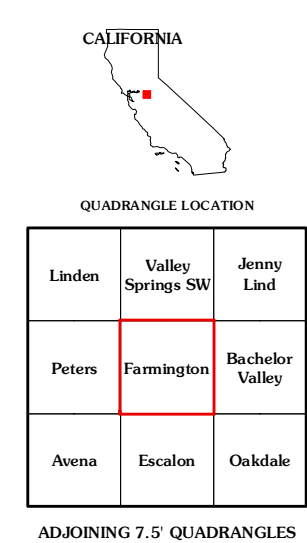 CALIFORNIA
QUADRANGLE LOCATION
Linden
Valley
Springs SW
Jenny
Lind
Peters
Farmington
Bachelor
Valley
Avena
Escalon
Oakdale
ADJOINING 7.5' QUADRANGLES